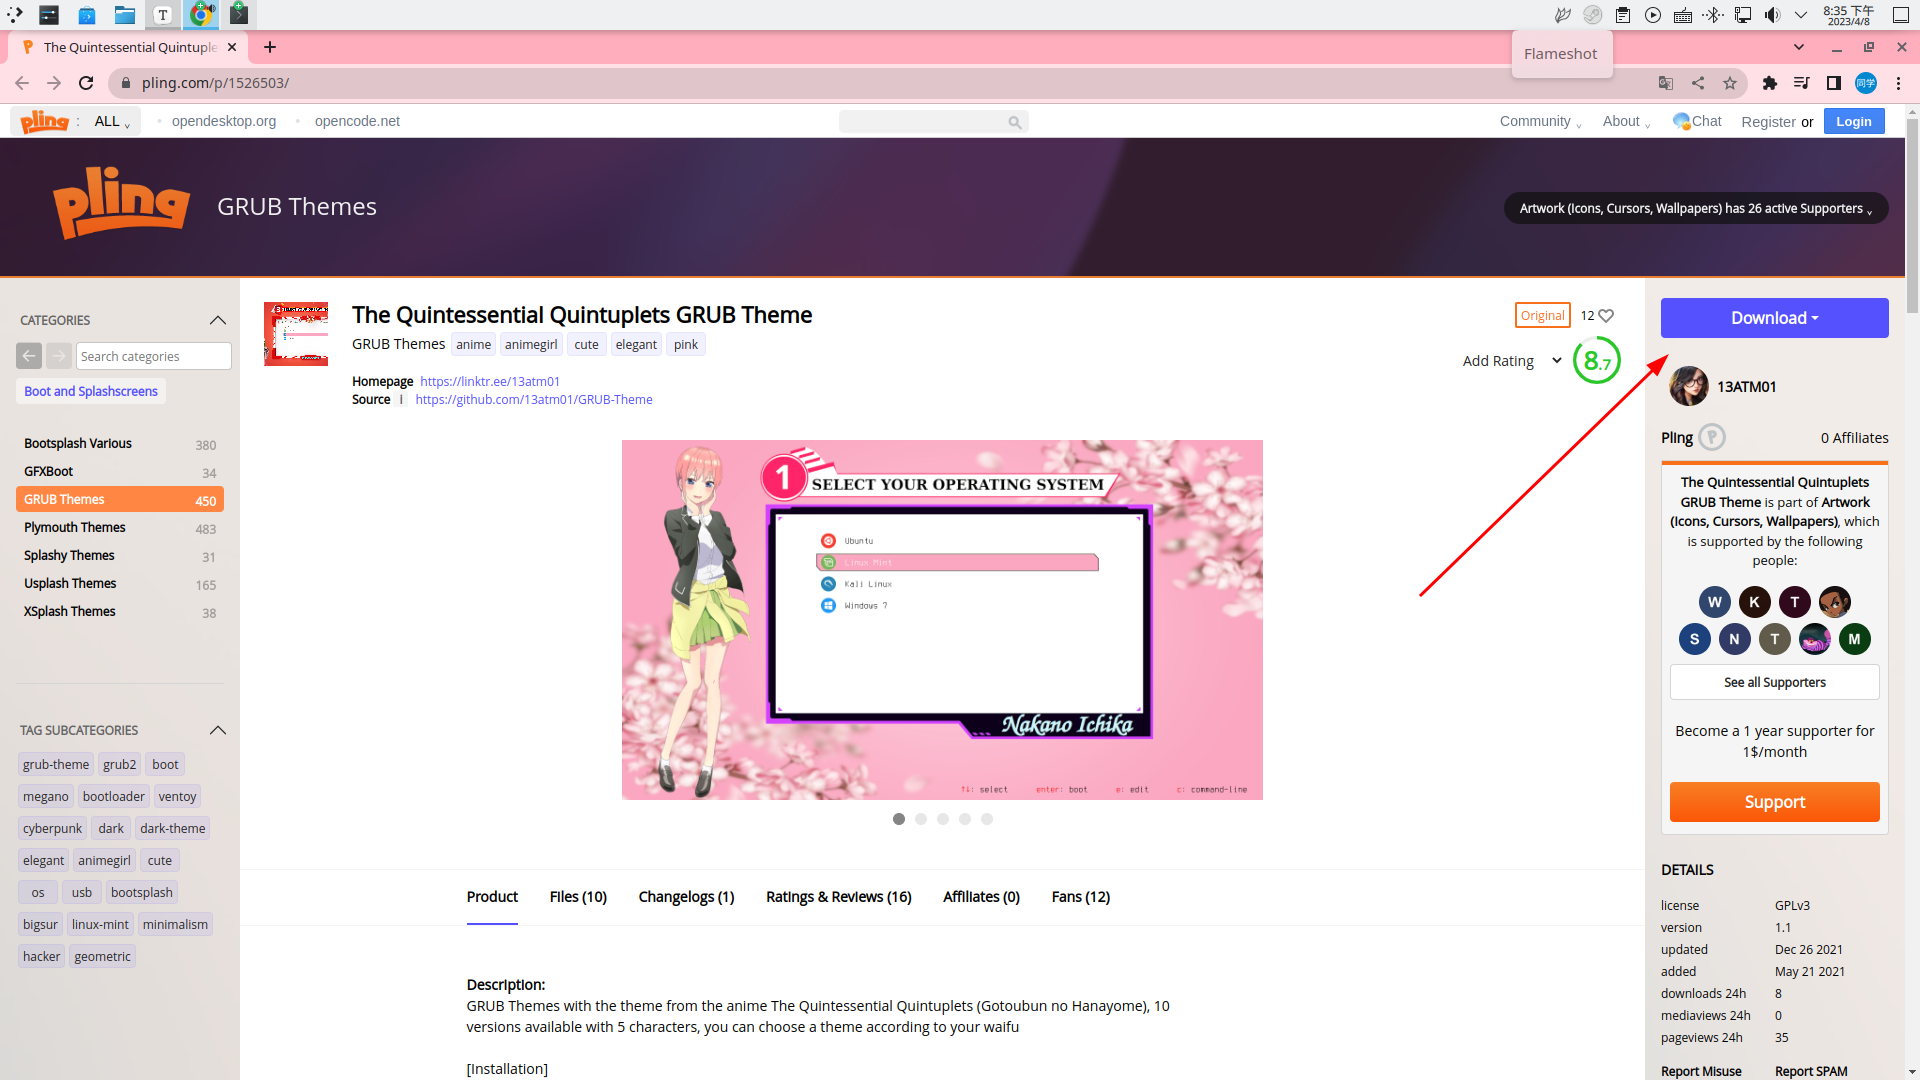 8:35 下午
2023/4/8
The Quintessential Quintuple
Flameshot
pling.com/p/1526503/
同学
pling : ALL
opendesktop.org
opencode.net
Community
About
Chat
Register or
Login
pling
GRUB Themes
Artwork (Icons, Cursors, Wallpapers) has 26 active Supporters
CATEGORIES
Search categories
Boot and Splashscreens
Bootsplash Various 380
GFXBoot 34
GRUB Themes 450
Plymouth Themes 483
Splashy Themes 31
Usplash Themes 165
XSplash Themes 38
TAG SUBCATEGORIES
grub-theme grub2 boot
megano bootloader ventoy
cyberpunk dark dark-theme
elegant animegirl cute
os usb bootsplash
bigsur linux-mint minimalism
hacker geometric
The Quintessential Quintuplets GRUB Theme
GRUB Themes anime animegirl cute elegant pink
Homepage https://linktr.ee/13atm01
Source | https://github.com/13atm01/GRUB-Theme
Original 12
Add Rating 8.7
1 SELECT YOUR OPERATING SYSTEM
Ubuntu
Linux Mint
Kali Linux
Windows 7
Nakano Ichika
↑↓: select enter: boot e: edit c: command-line
Product Files (10) Changelogs (1) Ratings & Reviews (16) Affiliates (0) Fans (12)
Description:
GRUB Themes with the theme from the anime The Quintessential Quintuplets (Gotoubun no Hanayome), 10
versions available with 5 characters, you can choose a theme according to your waifu
[Installation]
Download
13ATM01
Pling P 0 Affiliates
The Quintessential Quintuplets
GRUB Theme is part of Artwork
(Icons, Cursors, Wallpapers), which
is supported by the following
people:
W K T
S N T M
See all Supporters
Become a 1 year supporter for
1$/month
Support
DETAILS
license GPLv3
version 1.1
updated Dec 26 2021
added May 21 2021
downloads 24h 8
mediaviews 24h 0
pageviews 24h 35
Report Misuse Report SPAM